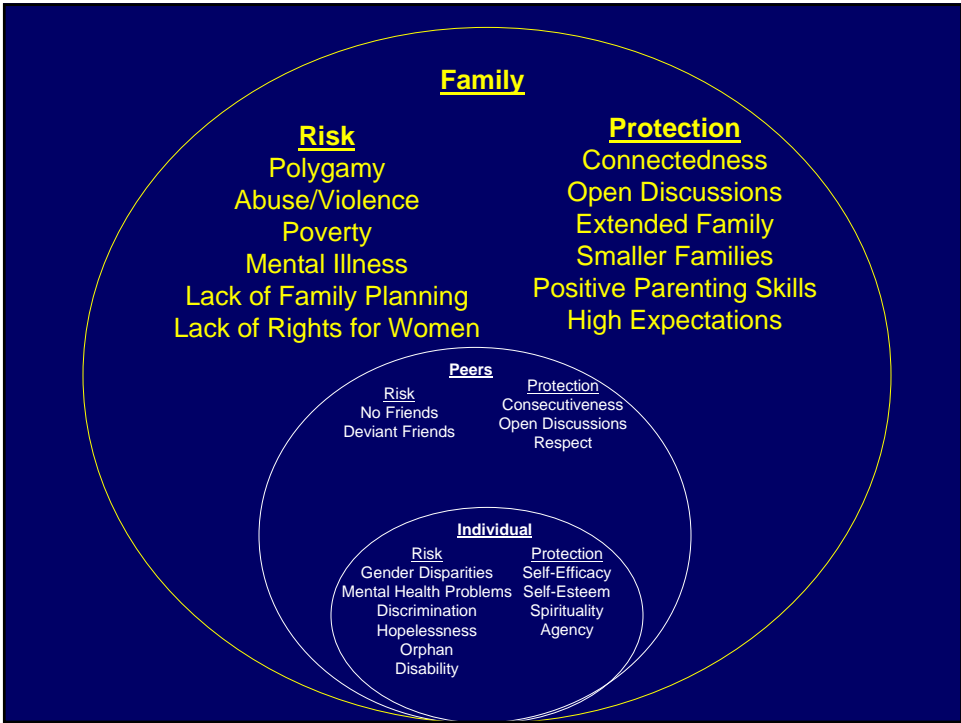 Family
Risk
Polygamy
Abuse/Violence
Poverty
Mental Illness
Lack of Family Planning
Lack of Rights for Women
Protection
Connectedness
Open Discussions
Extended Family
Smaller Families
Positive Parenting Skills
High Expectations
Peers
Risk
No Friends
Deviant Friends
Protection
Consecutiveness
Open Discussions
Respect
Individual
Risk
Gender Disparities
Mental Health Problems
Discrimination
Hopelessness
Orphan
Disability
Protection
Self-Efficacy
Self-Esteem
Spirituality
Agency